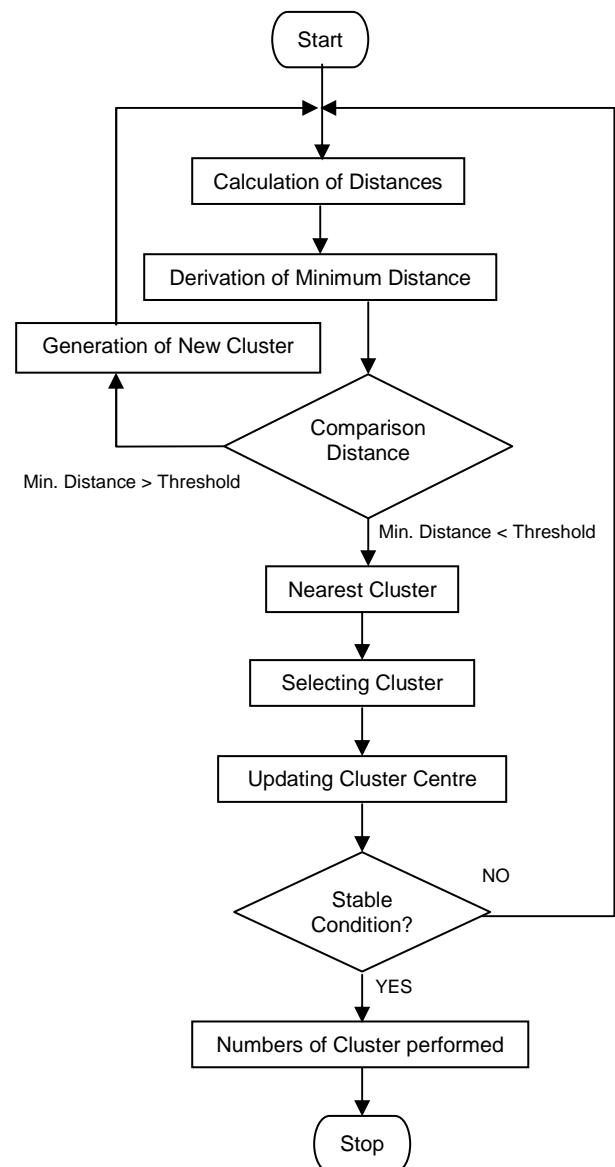 Start
Calculation of Distances
Derivation of Minimum Distance
Generation of New Cluster
Comparison
Distance
Min. Distance > Threshold
Min. Distance < Threshold
Nearest Cluster
Selecting Cluster
Updating Cluster Centre
NO
Stable
Condition?
YES
Numbers of Cluster performed
Stop